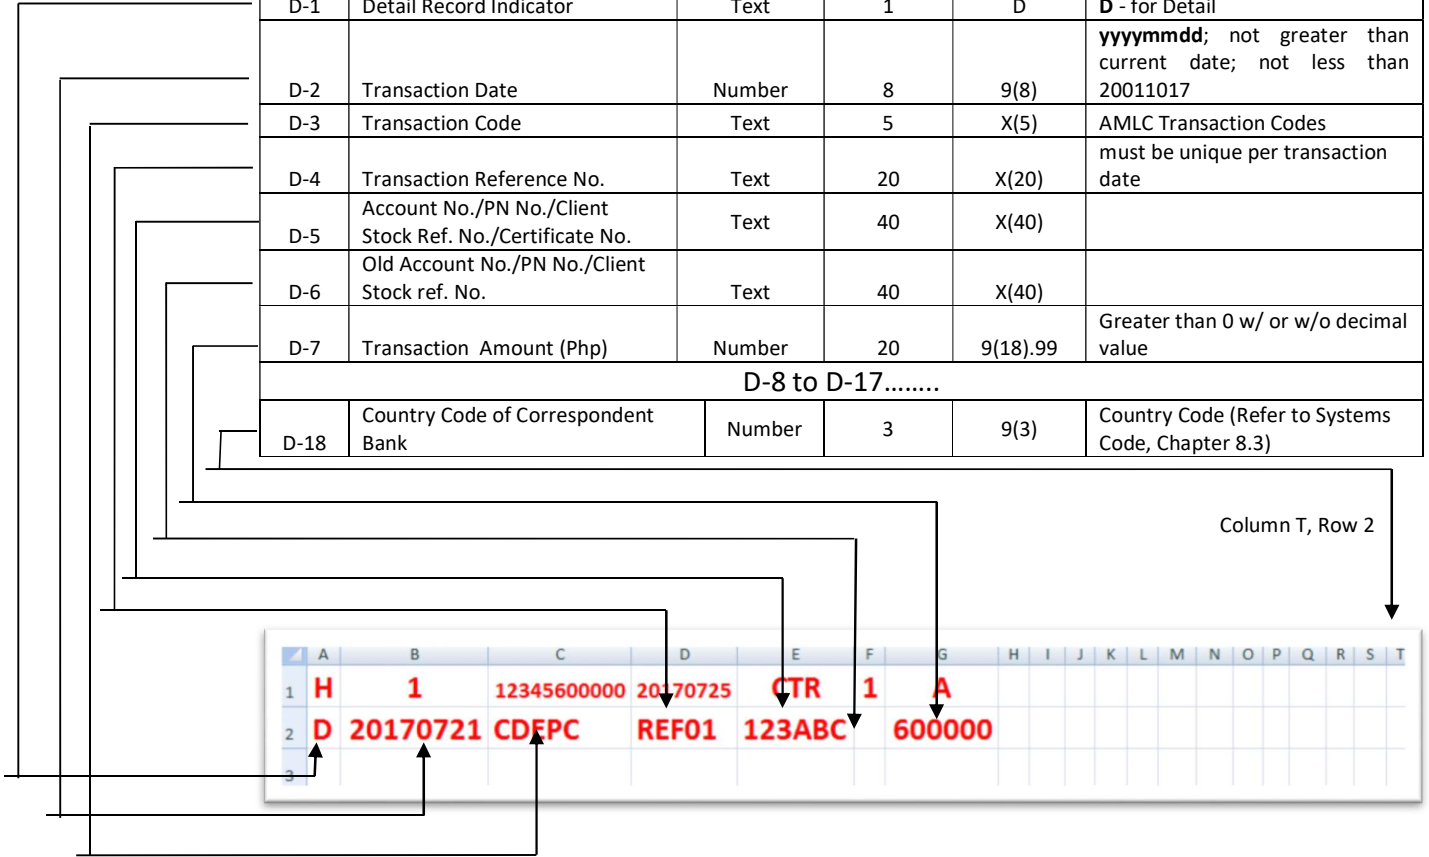 D-1 Detail Record Indicator Text 1 D D - for Detail
yyyymmdd; not greater than
current date; not less than
D-2 Transaction Date Number 8 9(8) 20011017
D-3 Transaction Code Text 5 X(5) AMLC Transaction Codes
must be unique per transaction
D-4 Transaction Reference No. Text 20 X(20) date
Account No./PN No./Client
Text 40 X(40)
D-5 Stock Ref. No./Certificate No.
Old Account No./PN No./Client
D-6 Stock ref. No. Text 40 X(40)
Greater than 0 w/ or w/o decimal
D-7 Transaction Amount (Php) Number 20 9(18).99 value
D-8 to D-17……..
Country Code of Correspondent Country Code (Refer to Systems
Number 3 9(3)
D-18 Bank Code, Chapter 8.3)
Column T, Row 2
A B C D E F G H I J K L M N O P Q R S T
1 H 1 12345600000 20170725 CTR 1 A
2 D 20170721 CDEPC REF01 123ABC 600000
3